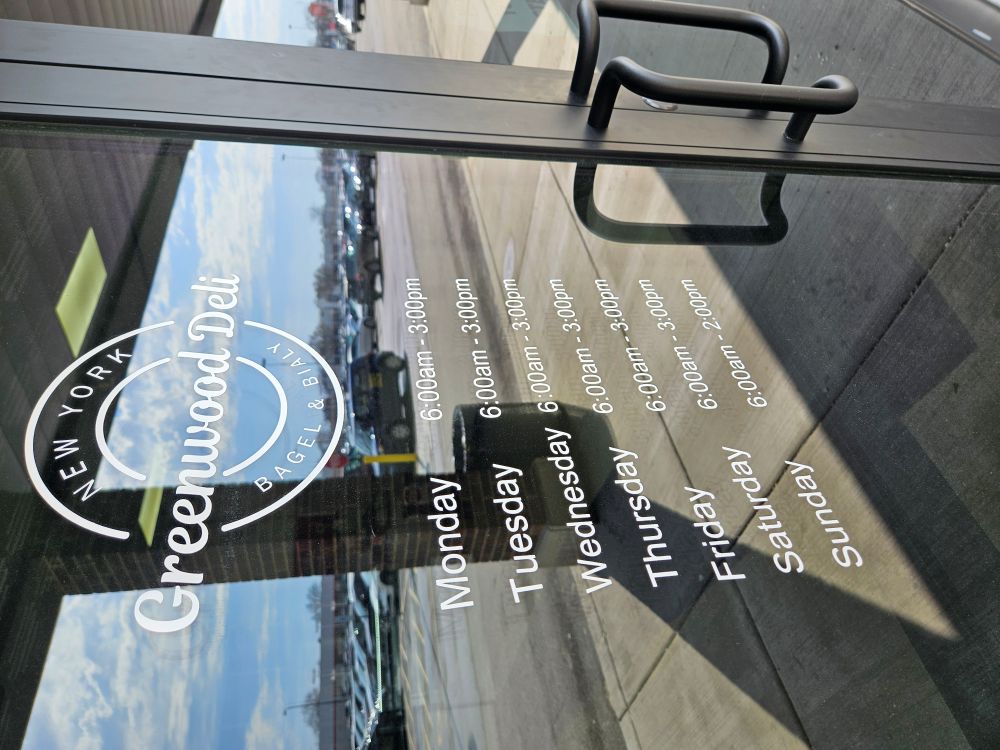 NEW YORK
Greenwood Deli
BAGEL & BIALY
Monday 6:00am - 3:00pm
Tuesday 6:00am - 3:00pm
Wednesday 6:00am - 3:00pm
Thursday 6:00am - 3:00pm
Friday 6:00am - 3:00pm
Saturday 6:00am - 3:00pm
Sunday 6:00am - 2:00pm